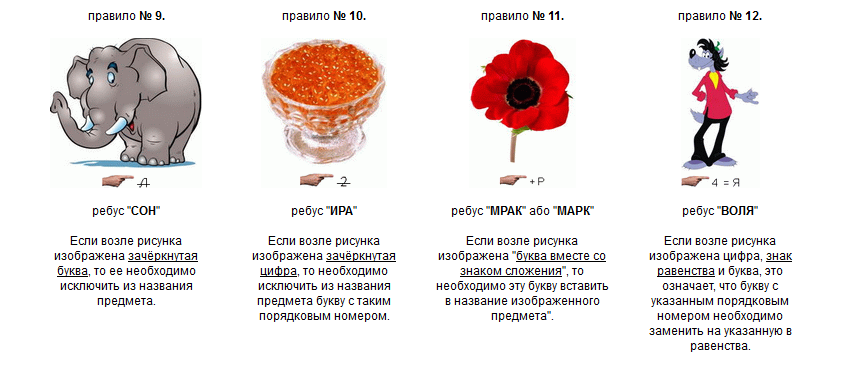 правило № 9.
правило № 10.
правило № 11.
правило № 12.
Д
2
+ Р
4 = Я
ребус "СОН"
ребус "ИРА"
ребус "МРАК" або "МАРК"
ребус "ВОЛЯ"
Если возле рисунка
изображена зачёркнутая
буква, то ее необходимо
исключить из названия
предмета.
Если возле рисунка
изображена зачёркнутая
цифра, то необходимо
исключить из названия
предмета букву с таким
порядковым номером.
Если возле рисунка
изображена "буква вместе со
знаком сложения", то
необходимо эту букву вставить
в название изображенного
предмета".
Если возле рисунка
изображена цифра, знак
равенства и буква, это
означает, что букву с
указанным порядковым
номером необходимо
заменить на указанную в
равенства.